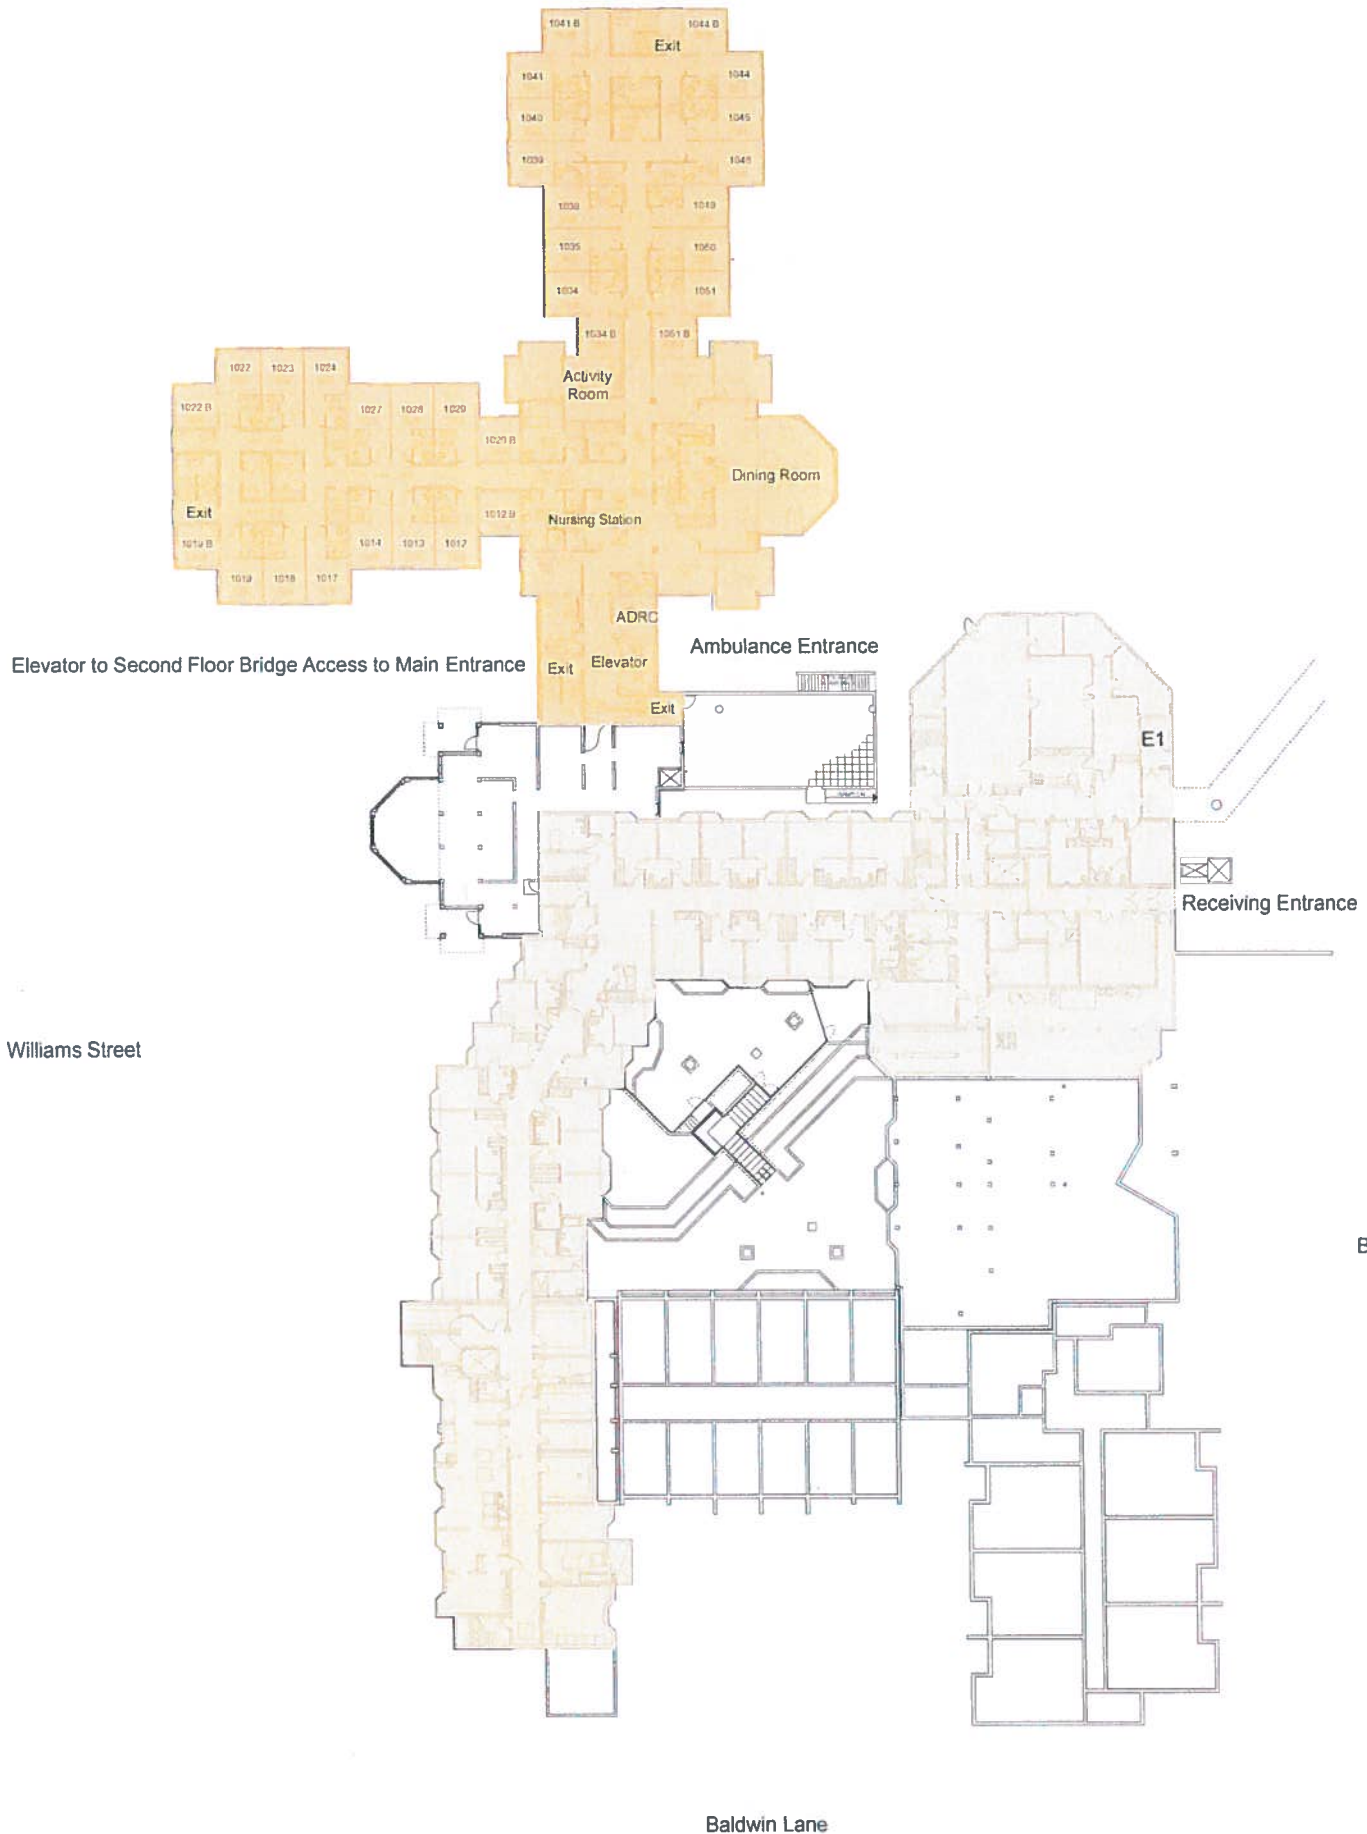 1041 B
1044 B
Exit
1041
1044
1040
1045
1039
1038
1049
1035
1050
1034
1051
1034 B
1051 B
Activity
Room
1022
1023
1024
1022 B
1027
1028
1029
1029 B
Dining Room
Exit
1012 B
Nursing Station
1019 B
1014
1013
1012
1019
1018
1017
ADRC
Elevator to Second Floor Bridge Access to Main Entrance
Exit
Elevator
Ambulance Entrance
Exit
E1
Receiving Entrance
Williams Street
B
Baldwin Lane